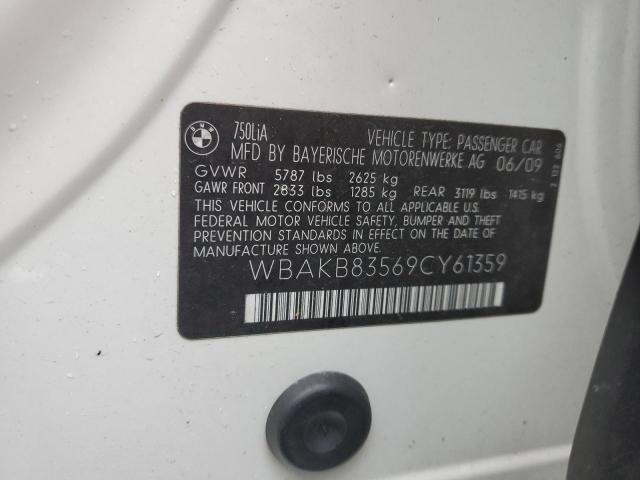 BMW
750LiA
VEHICLE TYPE: PASSENGER CAR
MFD BY BAYERISCHE MOTORENWERKE AG 06/09
GVWR 5787 lbs 2625 kg
GAWR FRONT 2833 lbs 1285 kg REAR 3119 lbs 1415 kg
THIS VEHICLE CONFORMS TO ALL APPLICABLE U.S.
FEDERAL MOTOR VEHICLE SAFETY, BUMPER AND THEFT
PREVENTION STANDARDS IN EFFECT ON THE DATE OF
MANUFACTURE SHOWN ABOVE.
WBAKB83569CY61359